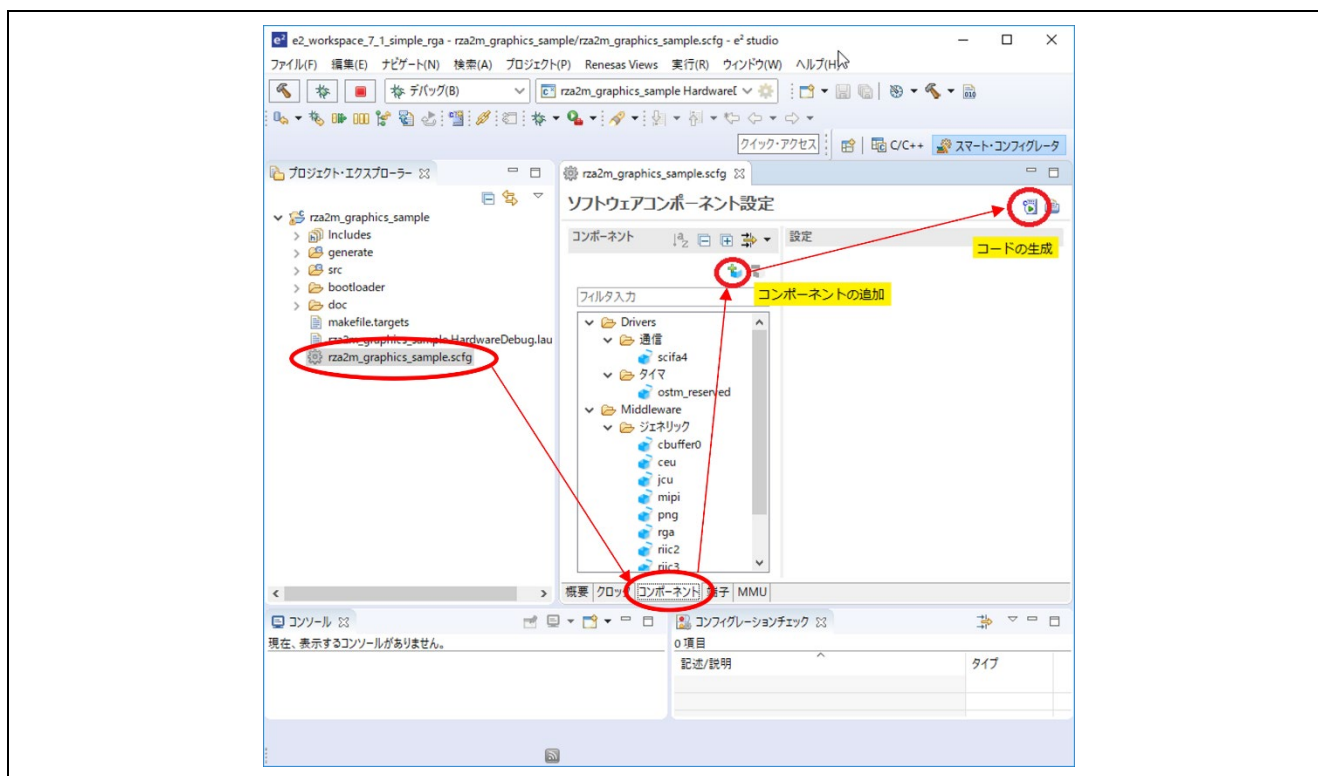 e2_workspace_7_1_simple_rga - rza2m_graphics_sample/rza2m_graphics_sample.scfg - e² studio
ファイル(F) 編集(E) ナビゲート(N) 検索(A) プロジェクト(P) Renesas Views 実行(R) ウィンドウ(W) ヘルプ(H)
デバッグ(B) rza2m_graphics_sample
クイック・アクセス C/C++ スマート・コンフィグレータ
プロジェクト・エクスプローラー
rza2m_graphics_sample
Includes
generate
src
bootloader
doc
makefile.targets
rza2m_graphics_sample HardwareDebug.lau
rza2m_graphics_sample.scfg
rza2m_graphics_sample.scfg
ソフトウェアコンポーネント設定
コンポーネント
設定
コードの生成
コンポーネントの追加
フィルタ入力
Drivers
通信
scifa4
タイマ
ostm_reserved
Middleware
ジェネリック
cbuffer0
ceu
jcu
mipi
png
rga
riic2
riic3
概要 コンポーネント MMU
コンソール
現在、表示するコンソールがありません。
コンフィグレーションチェック
0 項目
記述/説明 タイプ